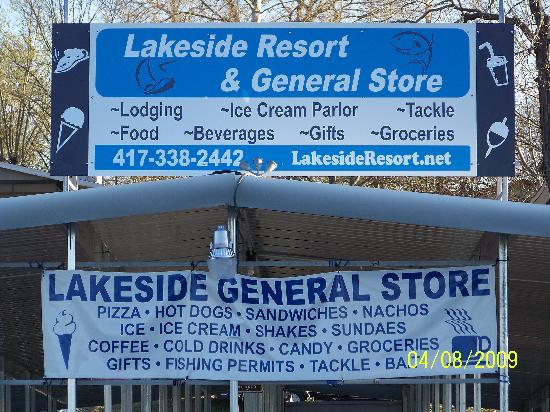 Lakeside Resort
& General Store
~Lodging ~Ice Cream Parlor ~Tackle
~Food ~Beverages ~Gifts ~Groceries
417-338-2442 LakesideResort.net
LAKESIDE GENERAL STORE
PIZZA • HOT DOGS • SANDWICHES • NACHOS
ICE • ICE CREAM • SHAKES • SUNDAES
COFFEE • COLD DRINKS • CANDY • GROCERIES
GIFTS • FISHING PERMITS • TACKLE •
04/08/2009